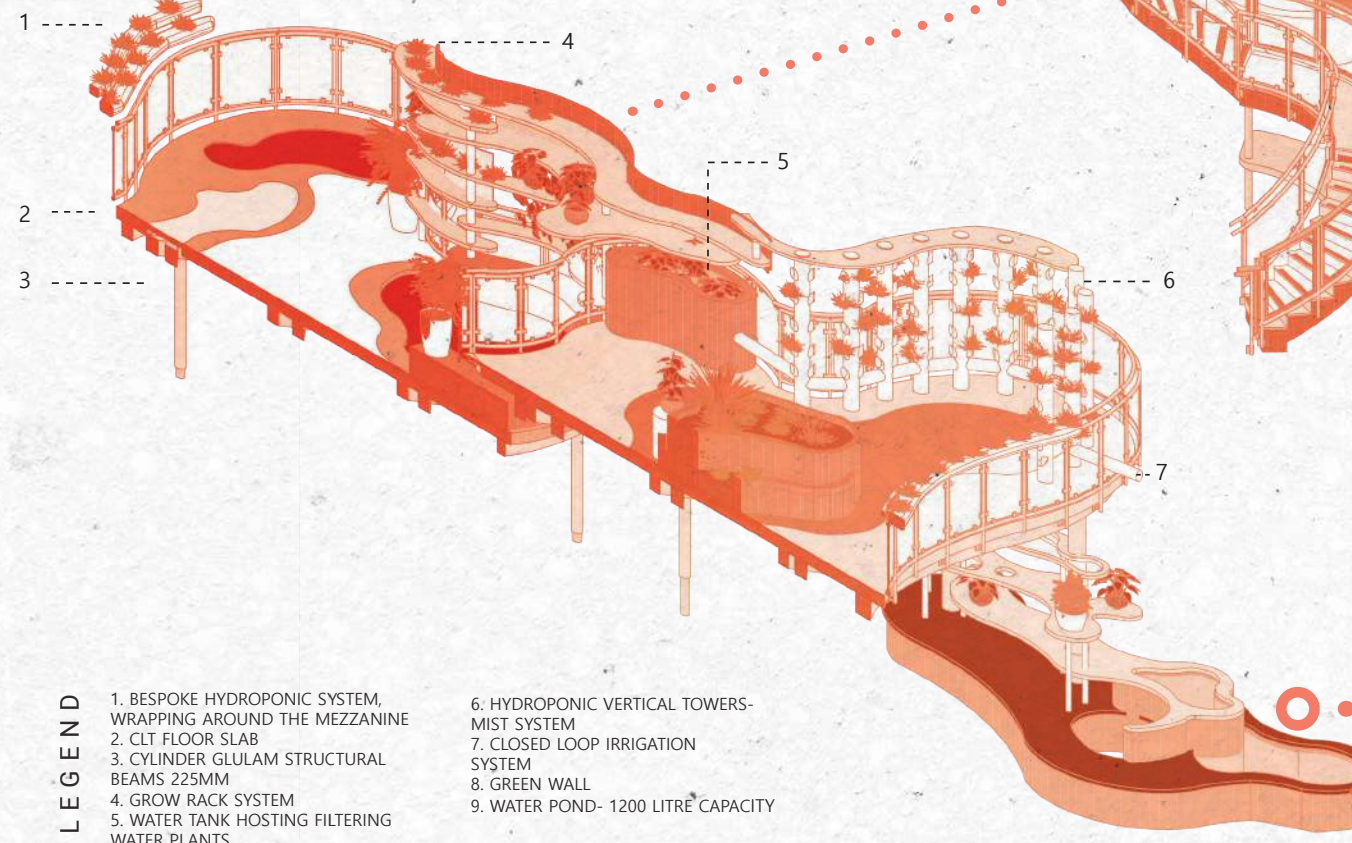 1
4
5
2
3
6
7
LEGEND
1. BESPOKE HYDROPONIC SYSTEM,
WRAPPING AROUND THE MEZZANINE
2. CLT FLOOR SLAB
3. CYLINDER GLULAM STRUCTURAL
BEAMS 225MM
4. GROW RACK SYSTEM
5. WATER TANK HOSTING FILTERING
WATER PLANTS
6. HYDROPONIC VERTICAL TOWERS-
MIST SYSTEM
7. CLOSED LOOP IRRIGATION
SYSTEM
8. GREEN WALL
9. WATER POND- 1200 LITRE CAPACITY